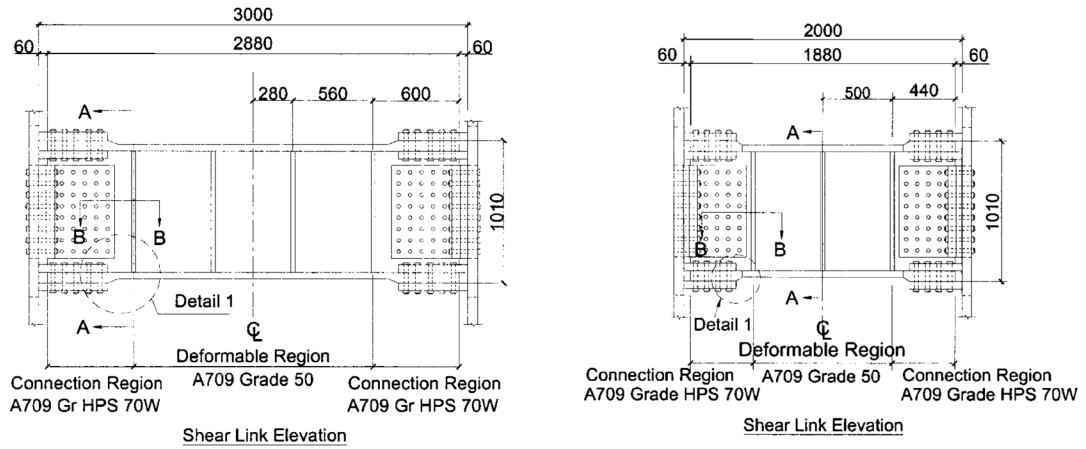 3000
2880
60
60
280
560
600
A
1010
B
B
Detail 1
A
℄
Deformable Region
A709 Grade 50
Connection Region
A709 Gr HPS 70W
Connection Region
A709 Gr HPS 70W
Shear Link Elevation
2000
1880
60
60
500
440
A
1010
B
B
A
Detail 1
℄
Deformable Region
A709 Grade 50
Connection Region
A709 Grade HPS 70W
Connection Region
A709 Grade HPS 70W
Shear Link Elevation